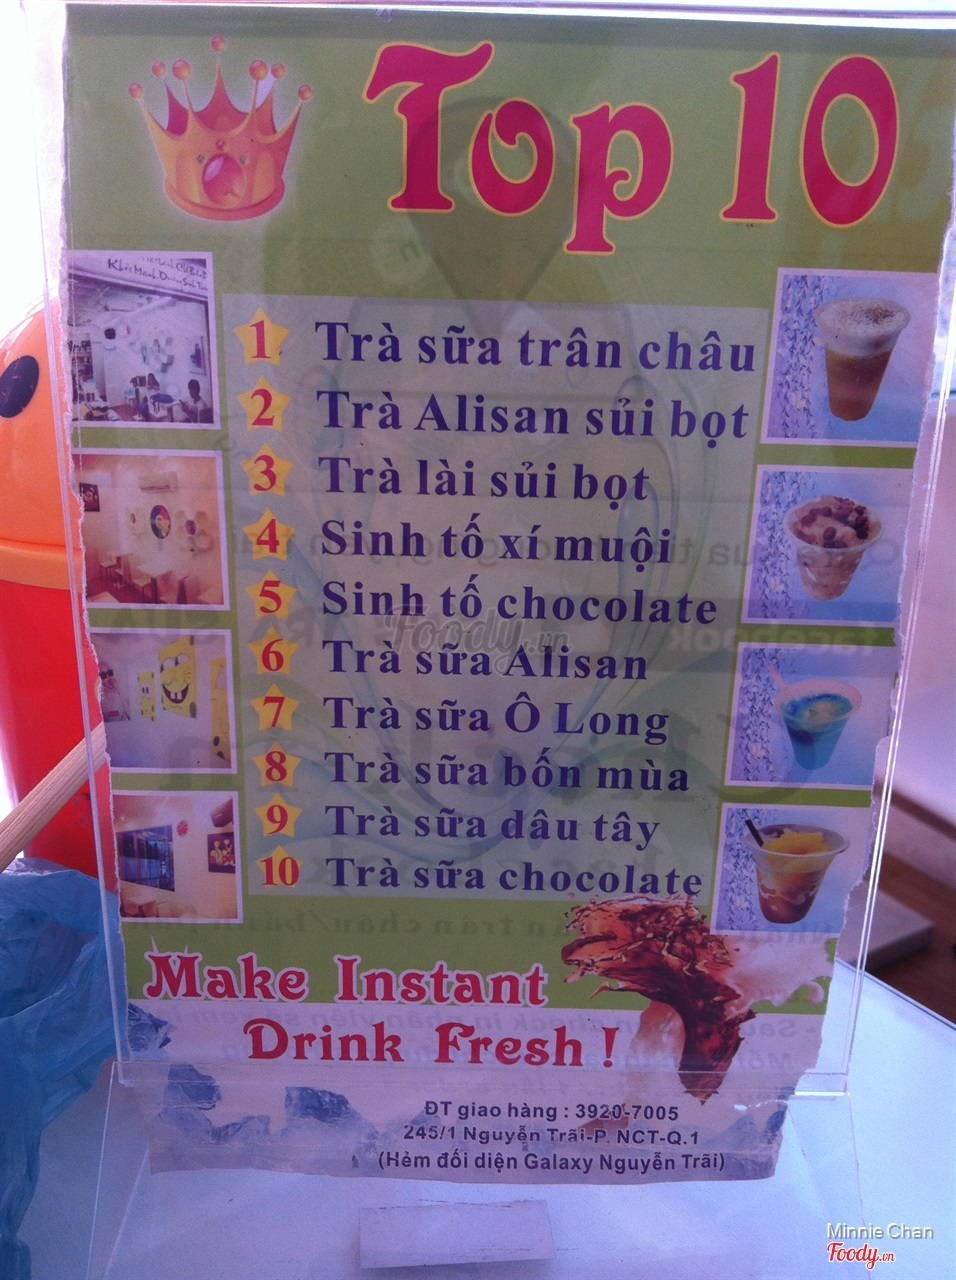 Top 10
1 Trà sữa trân châu
2 Trà Alisan sủi bọt
3 Trà lài sủi bọt
4 Sinh tố xí muội
5 Sinh tố chocolate
6 Trà sữa Alisan
7 Trà sữa Ô Long
8 Trà sữa bốn mùa
9 Trà sữa dâu tây
10 Trà sữa chocolate
Foody.vn
Make Instant
Drink Fresh !
ĐT giao hàng : 3920-7005
245/1 Nguyễn Trãi-P. NCT-Q.1
(Hẻm đối diện Galaxy Nguyễn Trãi)
Minnie Chan
Foody.vn